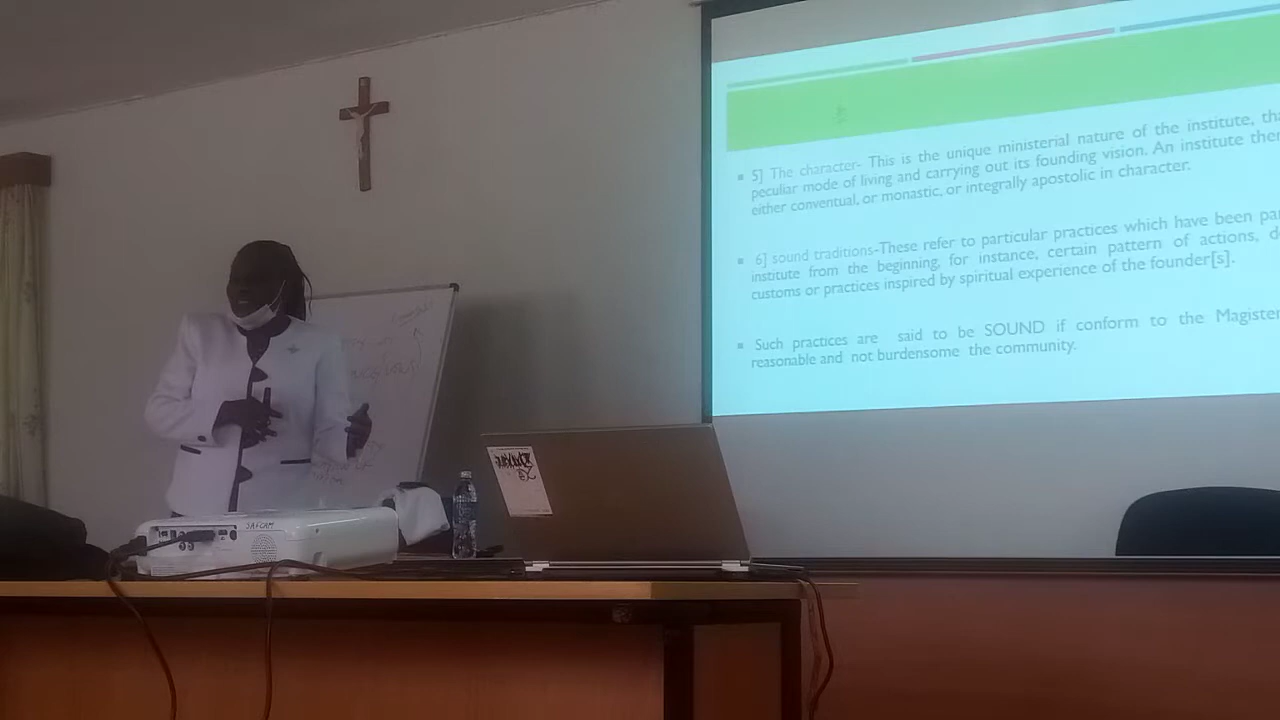 5] The character- This is the unique ministerial nature of the institute,
peculiar mode of living and carrying out its founding vision. An institute
either conventual, or monastic, or integrally apostolic in character.
6] sound traditions-These refer to particular practices which have been
institute from the beginning, for instance, certain pattern of actions,
customs or practices inspired by spiritual experience of the founder[s].
Such practices are said to be SOUND if conform to the
reasonable and not burdensome the community.
SAFCAM